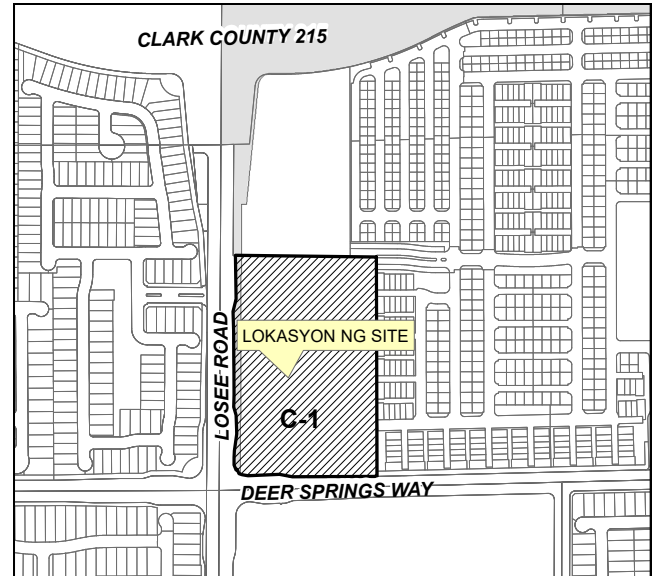 CLARK COUNTY 215
LOSEE ROAD
LOKASYON NG SITE
C-1
DEER SPRINGS WAY